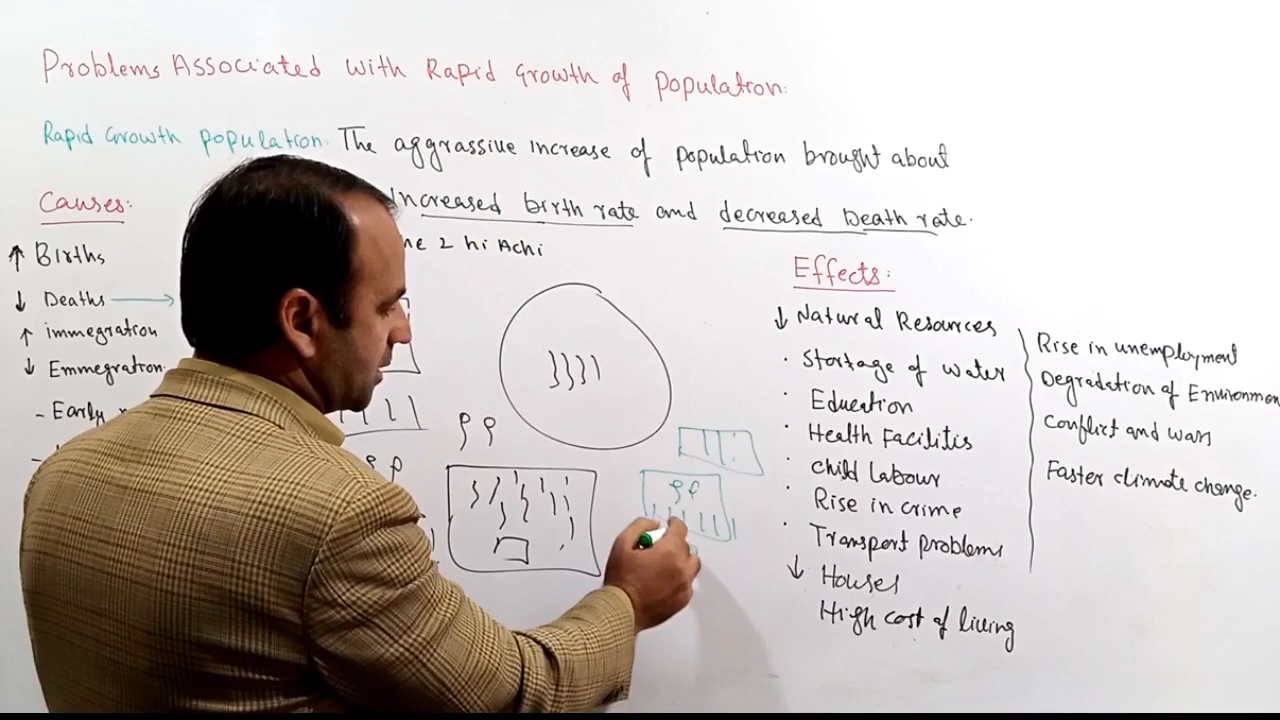 Problems Associated with Rapid Growth of population:
Rapid Growth population: The aggrassive increase of population brought about
increased birth rate and decreased Death rate.
2 hi Achi
Causes:
↑ Births
↓ Deaths →
↑ immegration
↓ Emmegration
- Early
Effects:
↓ Natural Resources
· Stortage of water
· Education
· Health Facilitis
· child labour
· Rise in crime
· Transport problems
↓ Houses
High cost of living
Rise in unemployment
Degradation of Environmen
Conflict and wars
Faster climate change.